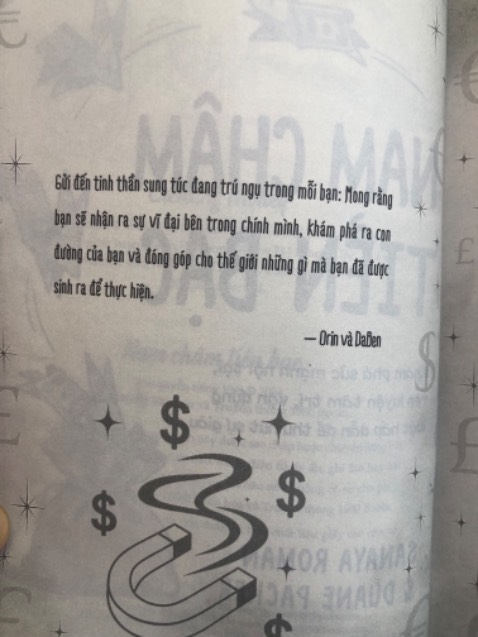 Gửi đến tinh thần sung túc đang trú ngụ trong mỗi bạn: Mong rằng
bạn sẽ nhận ra sự vĩ đại bên trong chính mình, khám phá ra con
đường của bạn và đóng góp cho thế giới những gì mà bạn đã được
sinh ra để thực hiện.
— Orin và DaBen